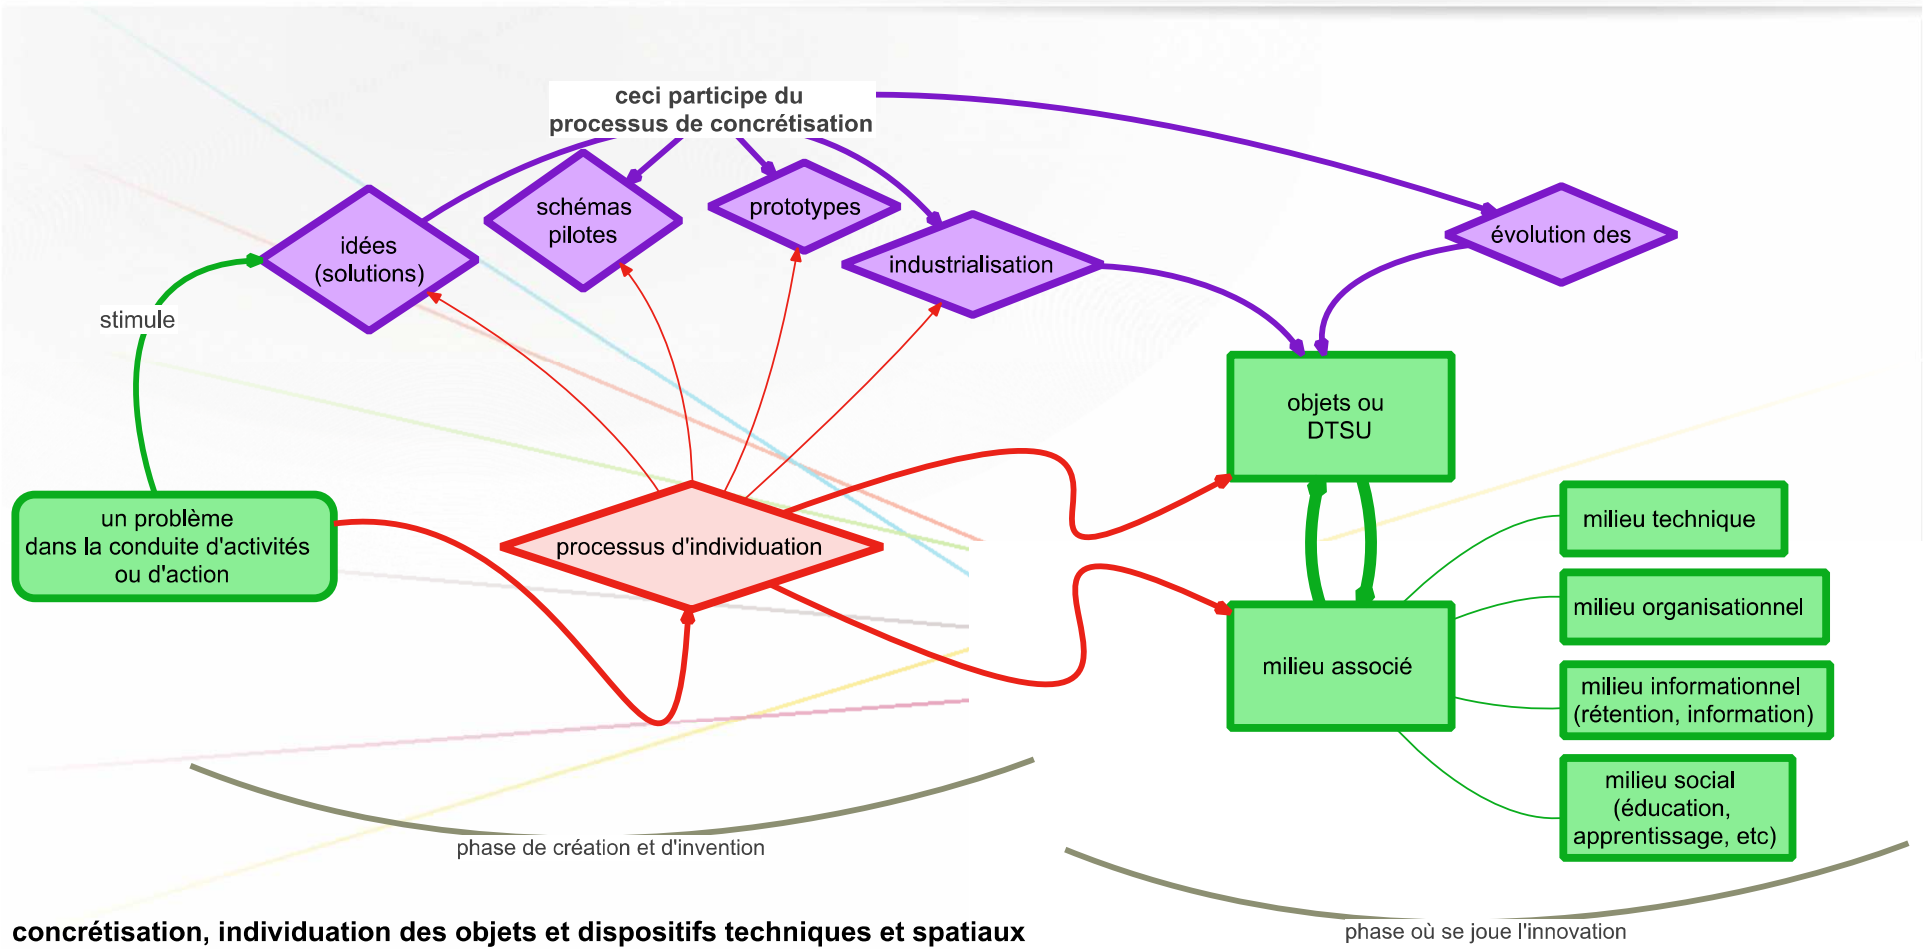 ceci participe du
processus de concrétisation
idées
(solutions)
schémas
pilotes
prototypes
industrialisation
évolution des
stimule
objets ou
DTSU
un problème
dans la conduite d'activités
ou d'action
processus d'individuation
milieu associé
milieu technique
milieu organisationnel
milieu informationnel
(rétention, information)
milieu social
(éducation,
apprentissage, etc)
phase de création et d'invention
phase où se joue l'innovation
concrétisation, individuation des objets et dispositifs techniques et spatiaux